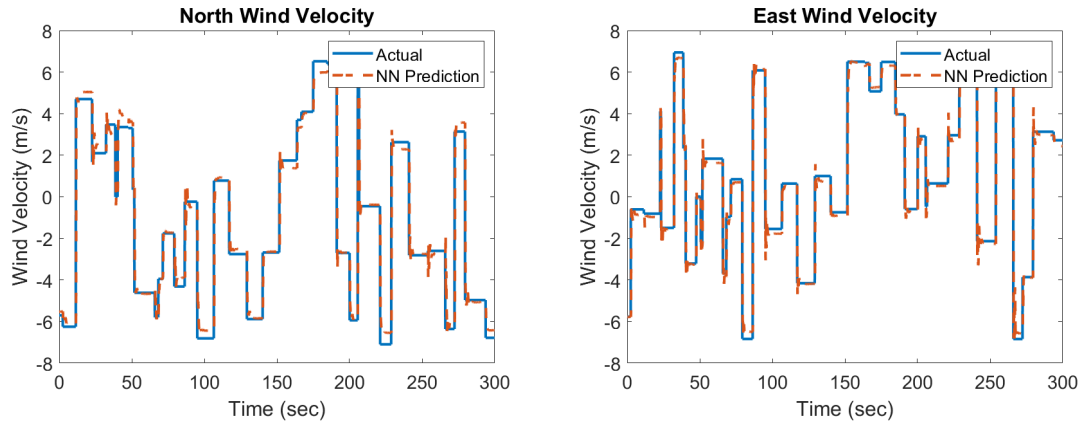 North Wind Velocity
Wind Velocity (m/s)
8
6
4
2
0
-2
-4
-6
-8
Actual
NN Prediction
0 50 100 150 200 250 300
Time (sec)
East Wind Velocity
Wind Velocity (m/s)
8
6
4
2
0
-2
-4
-6
-8
Actual
NN Prediction
0 50 100 150 200 250 300
Time (sec)